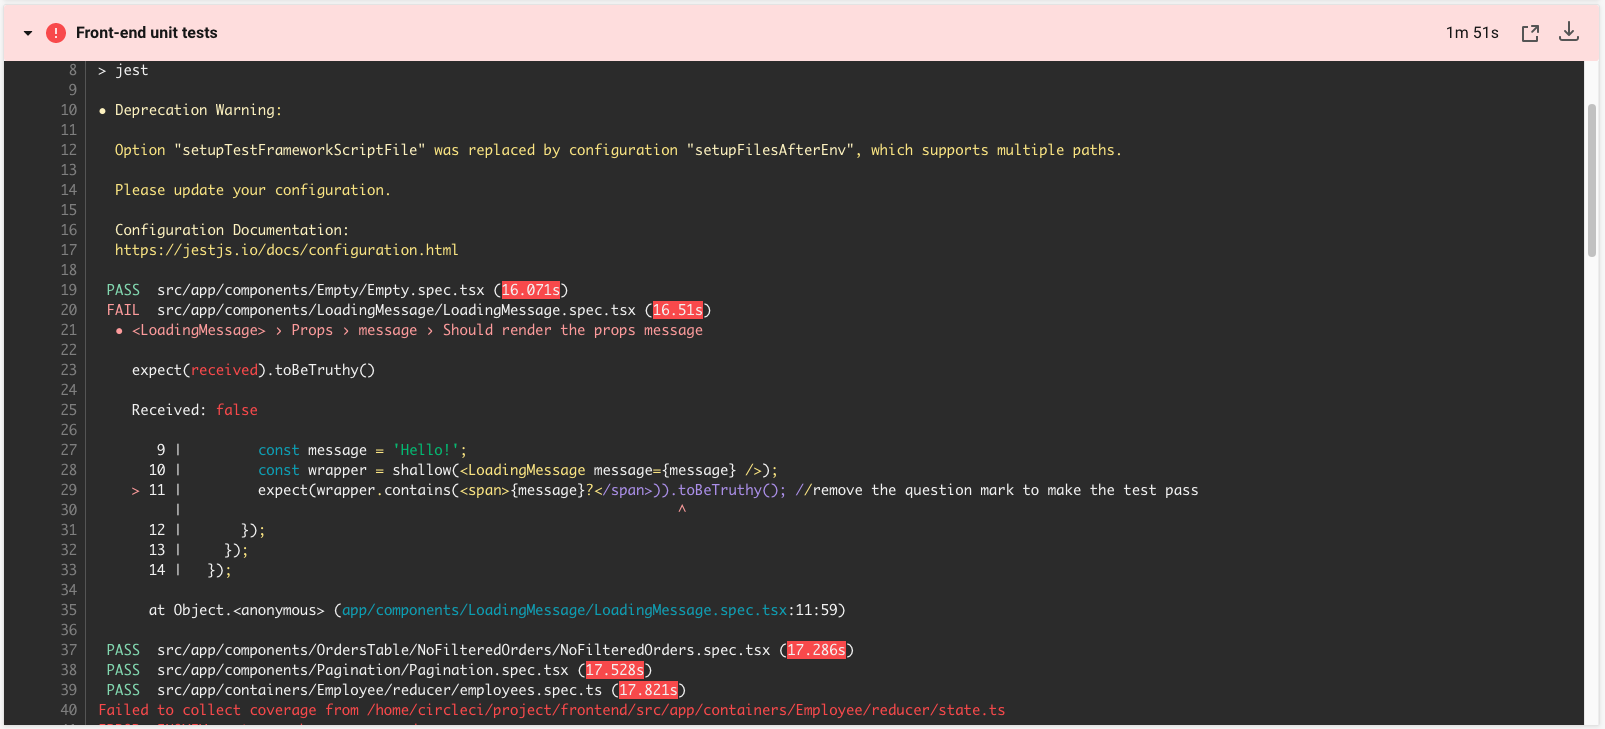 Front-end unit tests 1m 51s
8 > jest
9
10 • Deprecation Warning:
11
12 Option "setupTestFrameworkScriptFile" was replaced by configuration "setupFilesAfterEnv", which supports multiple paths.
13
14 Please update your configuration.
15
16 Configuration Documentation:
17 https://jestjs.io/docs/configuration.html
18
19 PASS src/app/components/Empty/Empty.spec.tsx (16.071s)
20 FAIL src/app/components/LoadingMessage/LoadingMessage.spec.tsx (16.51s)
21 • <LoadingMessage> › Props › message › Should render the props message
22
23 expect(received).toBeTruthy()
24
25 Received: false
26
27 9 | const message = 'Hello!';
28 10 | const wrapper = shallow(<LoadingMessage message={message} />);
29 > 11 | expect(wrapper.contains(<span>{message}?</span>)).toBeTruthy(); //remove the question mark to make the test pass
30 | ^
31 12 | });
32 13 | });
33 14 | });
34
35 at Object.<anonymous> (app/components/LoadingMessage/LoadingMessage.spec.tsx:11:59)
36
37 PASS src/app/components/OrdersTable/NoFilteredOrders/NoFilteredOrders.spec.tsx (17.286s)
38 PASS src/app/components/Pagination/Pagination.spec.tsx (17.528s)
39 PASS src/app/containers/Employee/reducer/employees.spec.ts (17.821s)
40 Failed to collect coverage from /home/circleci/project/frontend/src/app/containers/Employee/reducer/state.ts